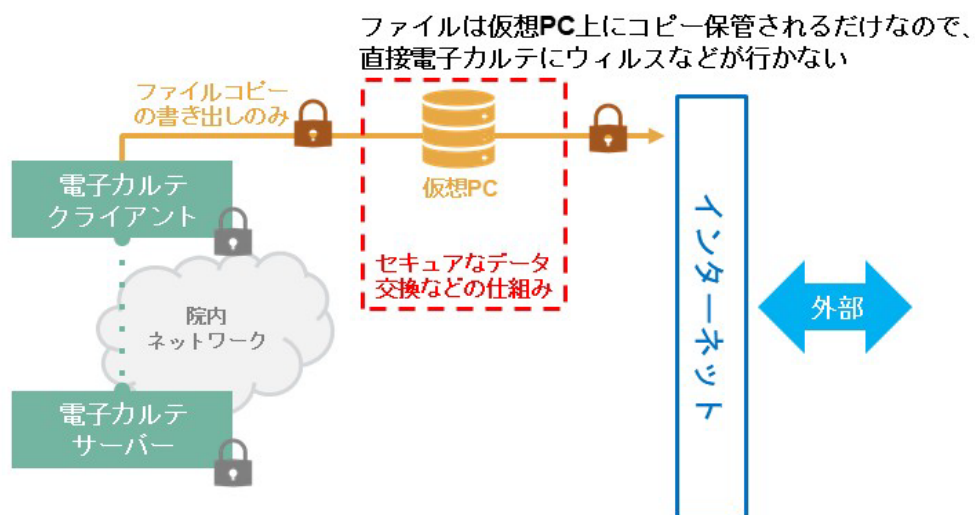 ファイルは仮想PC上にコピー保管されるだけなので、
直接電子カルテにウィルスなどが行かない
ファイルコピー
の書き出しのみ
仮想PC
電子カルテ
クライアント
セキュアなデータ
交換などの仕組み
院内
ネットワーク
電子カルテ
サーバー
インターネット
外部